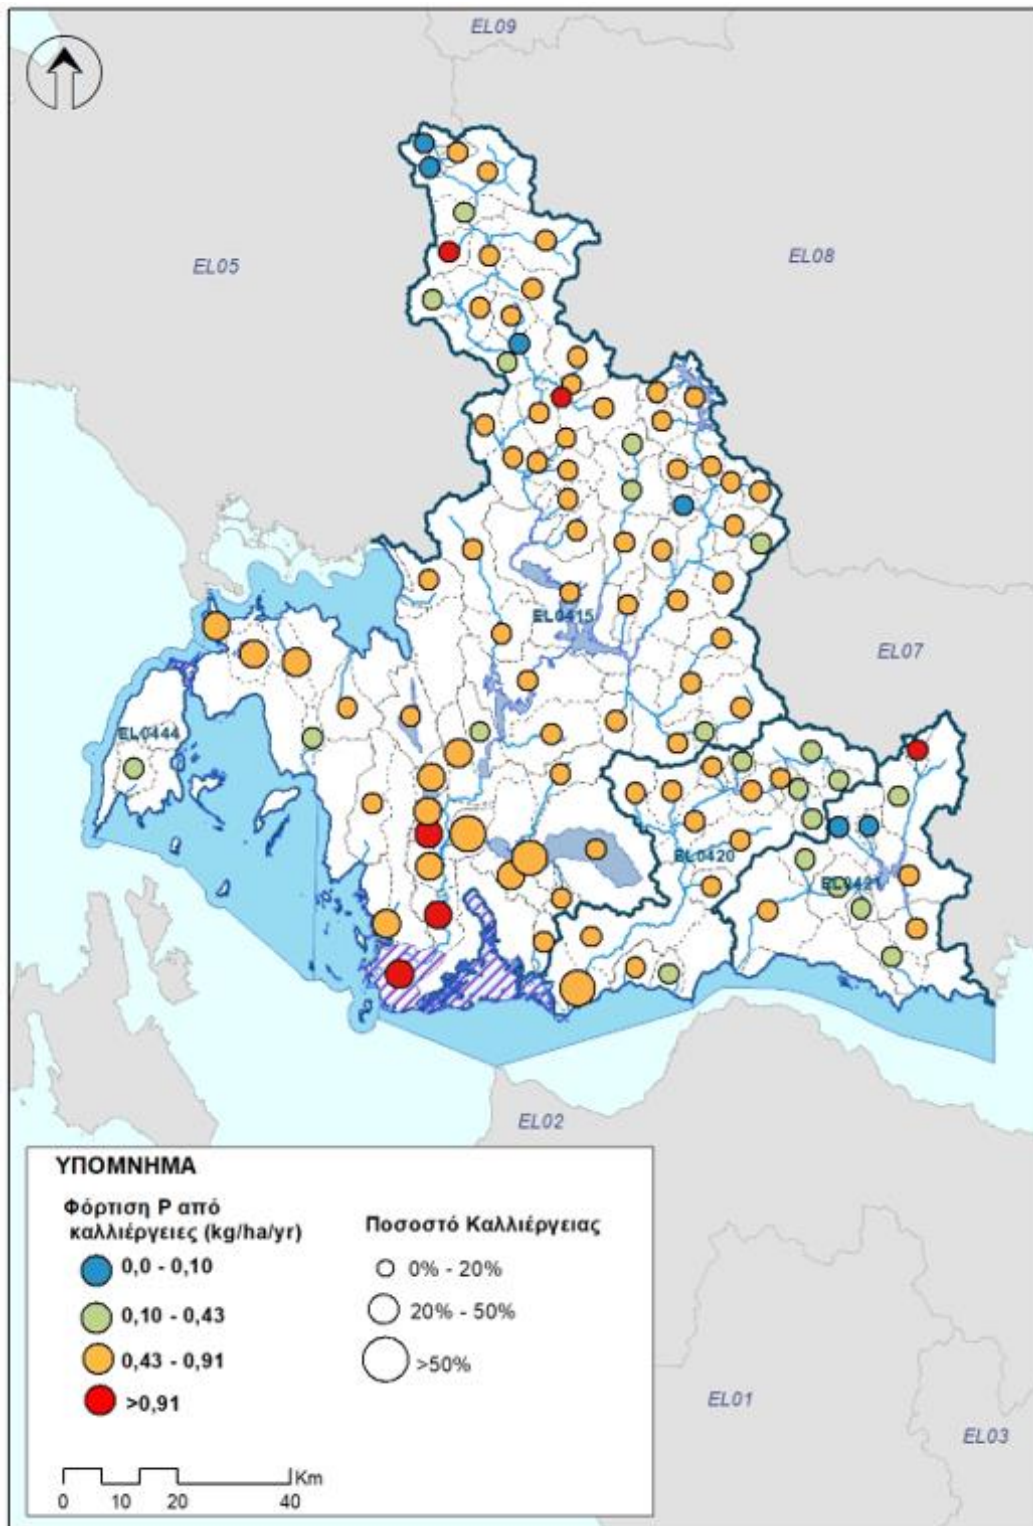 EL09
EL05
EL08
EL0415
EL07
EL0444
EL0420
EL0421
EL02
ΥΠΟΜΝΗΜΑ
Φόρτιση P από
καλλιέργειες (kg/ha/yr)
0,0 - 0,10
0,10 - 0,43
0,43 - 0,91
>0,91
Ποσοστό Καλλιέργειας
0% - 20%
20% - 50%
>50%
Km
0 10 20 40
EL01
EL03